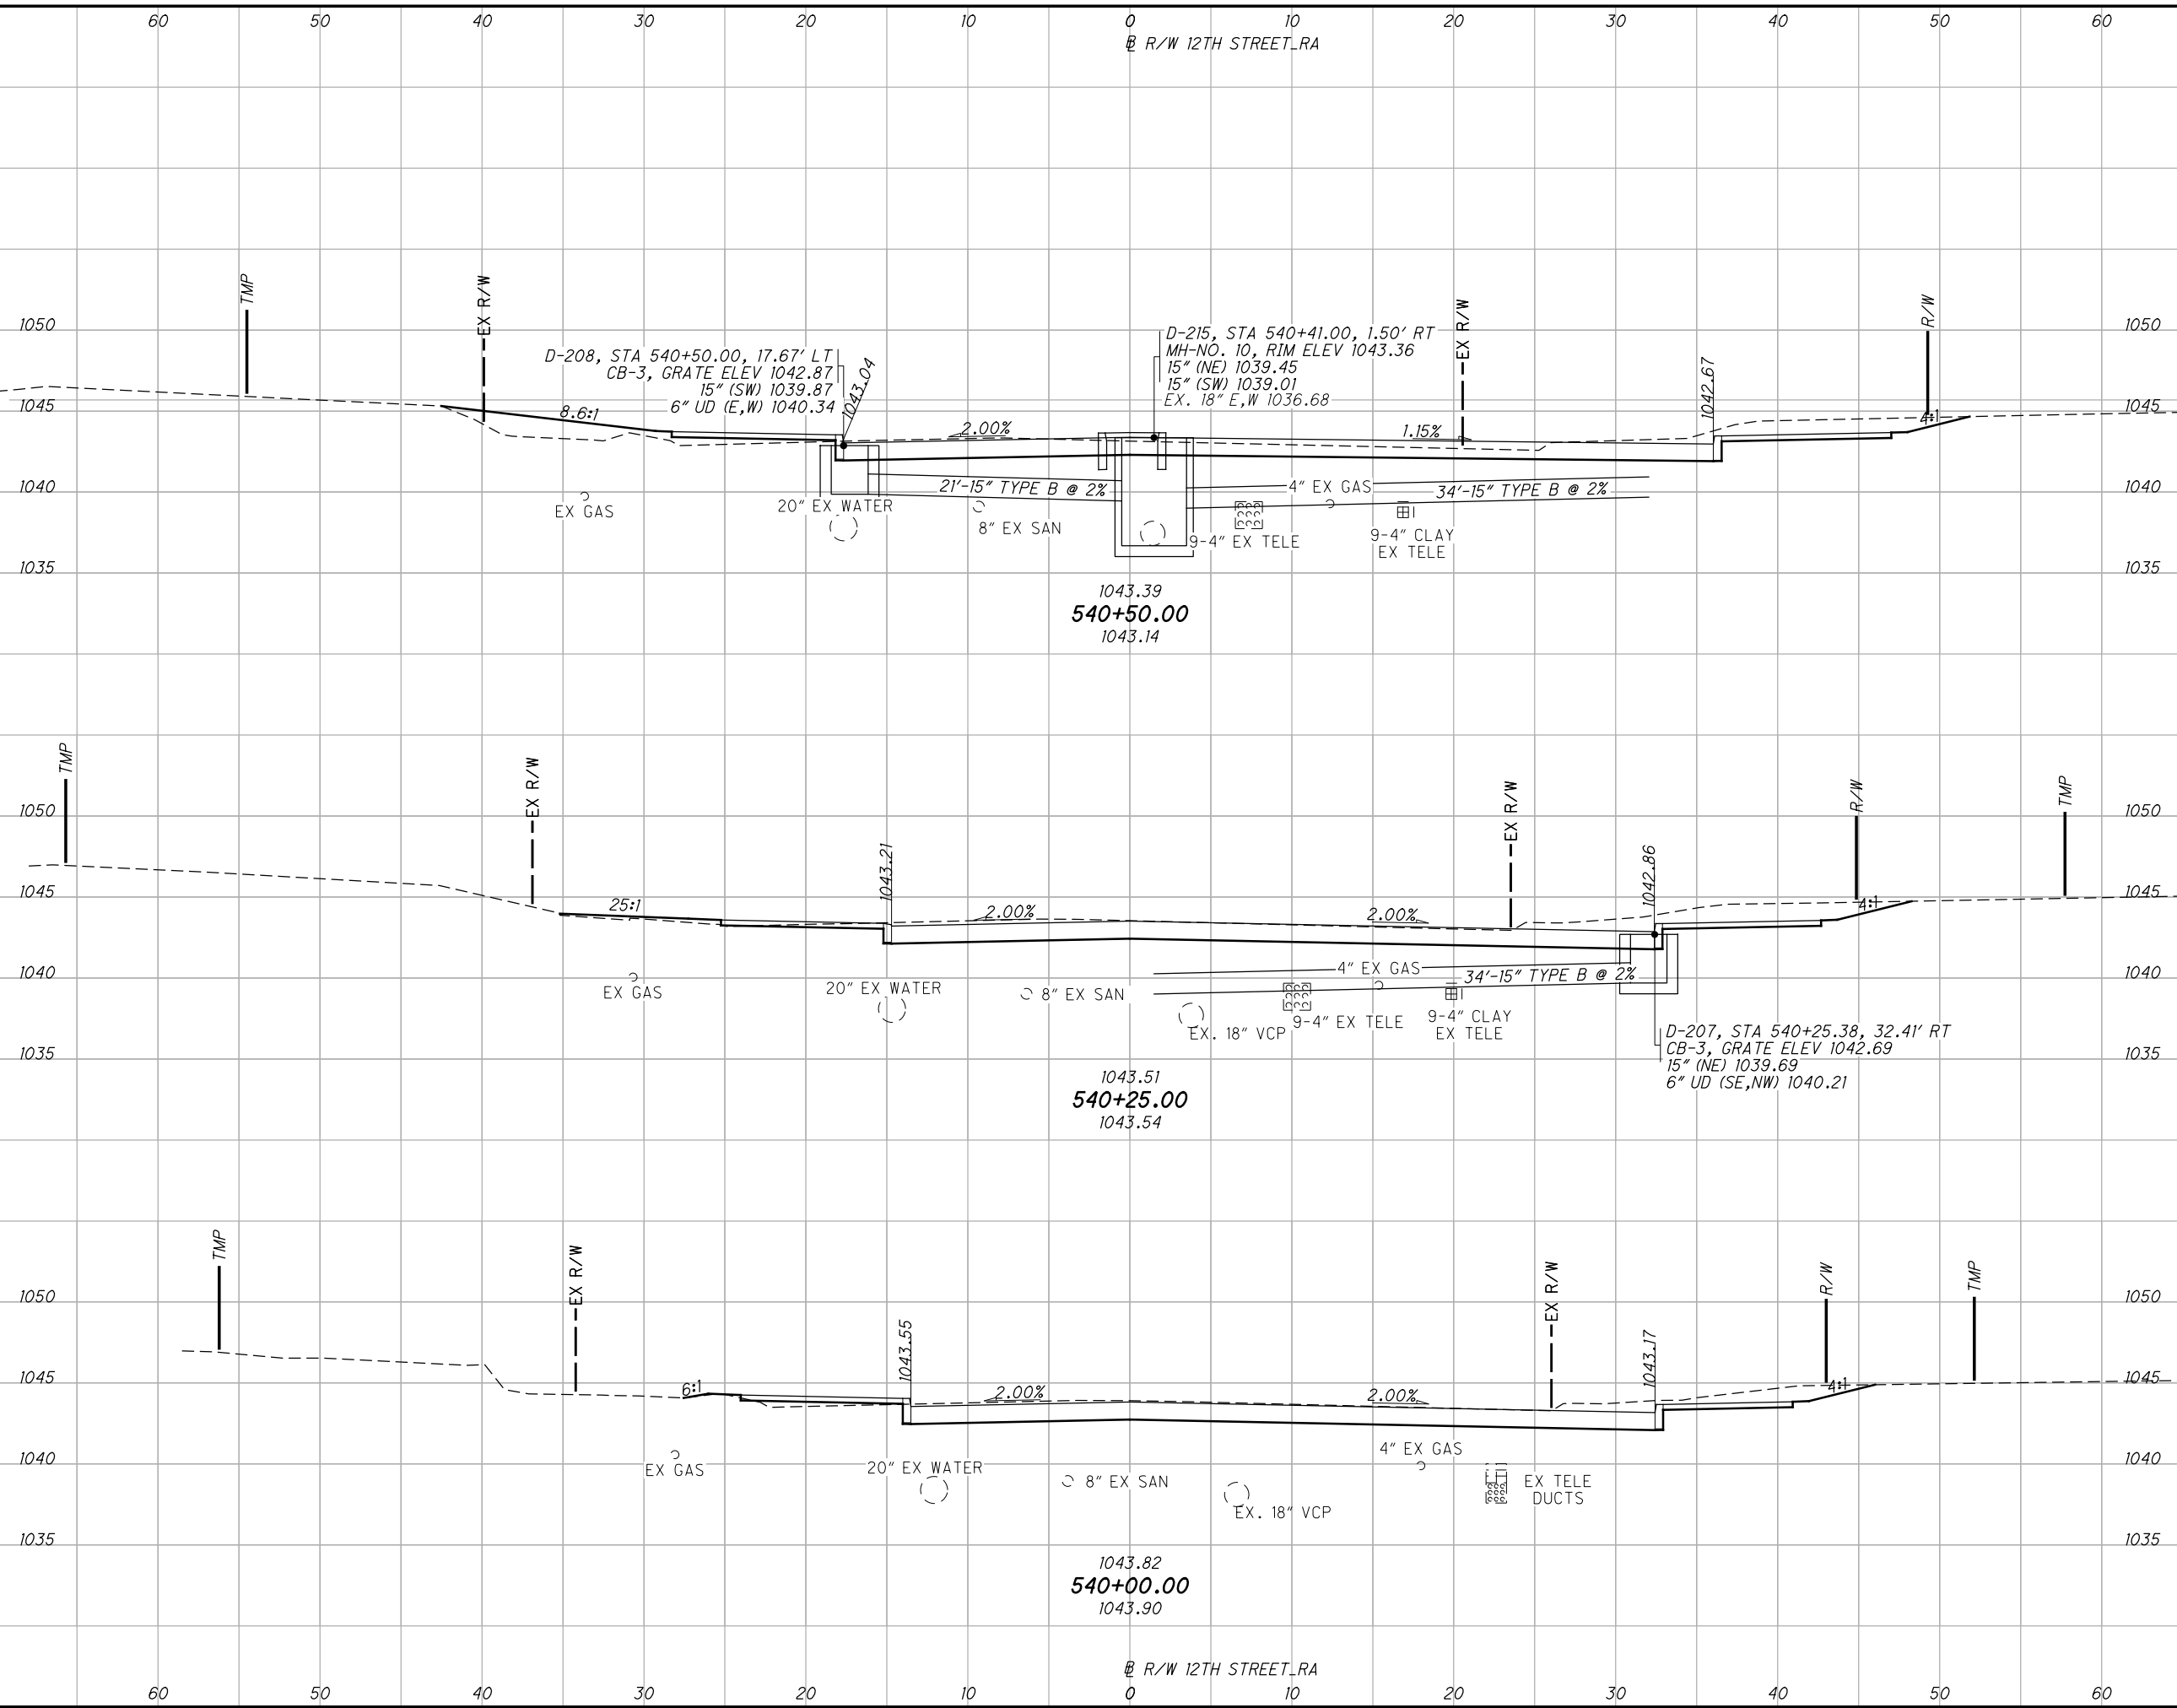 60 50 40 30 20 10 0 10 20 30 40 50 60
℄ R/W 12TH STREET_RA
TMP
EX R/W
EX R/W
R/W
1050
1050
D-208, STA 540+50.00, 17.67' LT
CB-3, GRATE ELEV 1042.87
15" (SW) 1039.87
6" UD (E,W) 1040.34
1043.04
D-215, STA 540+41.00, 1.50' RT
MH-NO. 10, RIM ELEV 1043.36
15" (NE) 1039.45
15" (SW) 1039.01
EX. 18" E,W 1036.68
1042.67
1045
1045
8.6:1
2.00%
1.15%
4:1
1040
1040
21'-15" TYPE B @ 2%
4" EX GAS
34'-15" TYPE B @ 2%
EX GAS
20" EX WATER
8" EX SAN
9-4" EX TELE
9-4" CLAY
EX TELE
1035
1035
1043.39
540+50.00
1043.14
TMP
EX R/W
EX R/W
R/W
TMP
1050
1050
1043.21
1042.86
1045
1045
25:1
2.00%
2.00%
4:1
1040
1040
4" EX GAS
34'-15" TYPE B @ 2%
EX GAS
20" EX WATER
8" EX SAN
EX. 18" VCP
9-4" EX TELE
9-4" CLAY
EX TELE
D-207, STA 540+25.38, 32.41' RT
CB-3, GRATE ELEV 1042.69
15" (NE) 1039.69
6" UD (SE,NW) 1040.21
1035
1035
1043.51
540+25.00
1043.54
TMP
EX R/W
EX R/W
R/W
TMP
1050
1050
1043.55
1043.17
1045
1045
6:1
2.00%
2.00%
4:1
1040
1040
EX GAS
20" EX WATER
8" EX SAN
EX. 18" VCP
4" EX GAS
EX TELE
DUCTS
1035
1035
1043.82
540+00.00
1043.90
℄ R/W 12TH STREET_RA
60 50 40 30 20 10 0 10 20 30 40 50 60